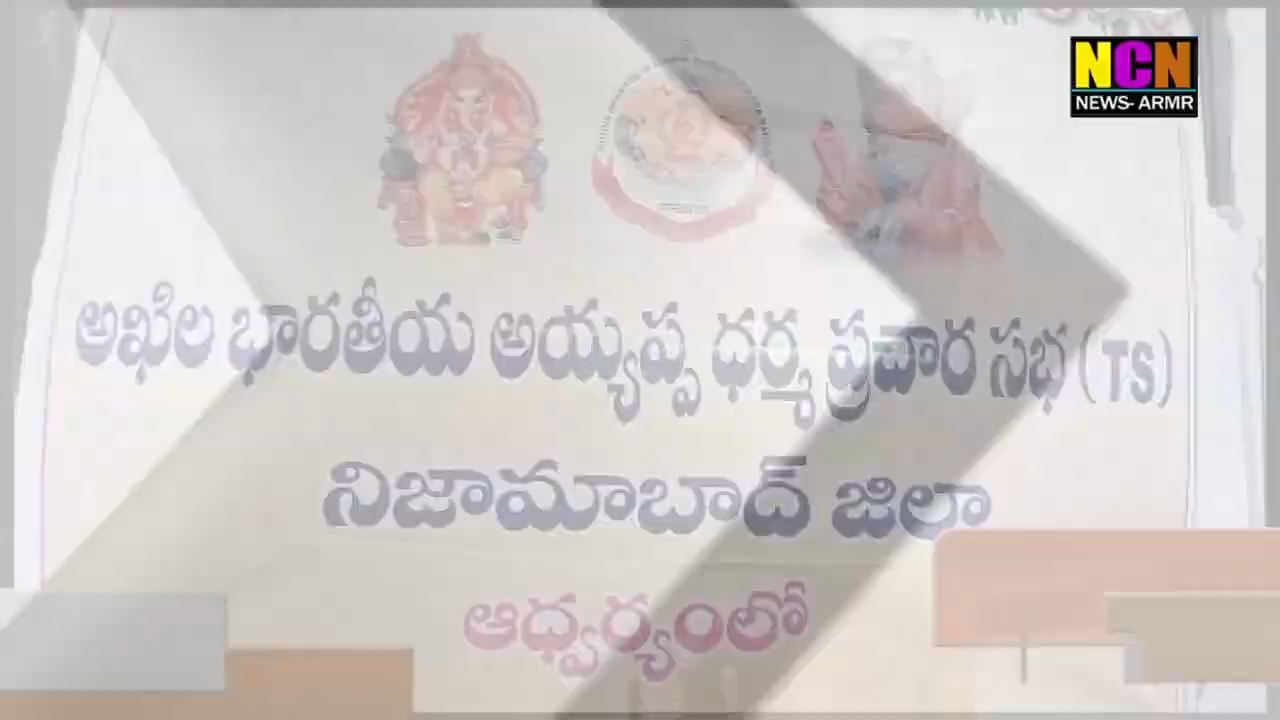 NCN
NEWS- ARMR
అఖిల భారతీయ అయ్యప్ప ధర్మ ప్రచార సభ ( TS )
నిజామాబాద్ జిలా
ఆధ్వర్యంలో